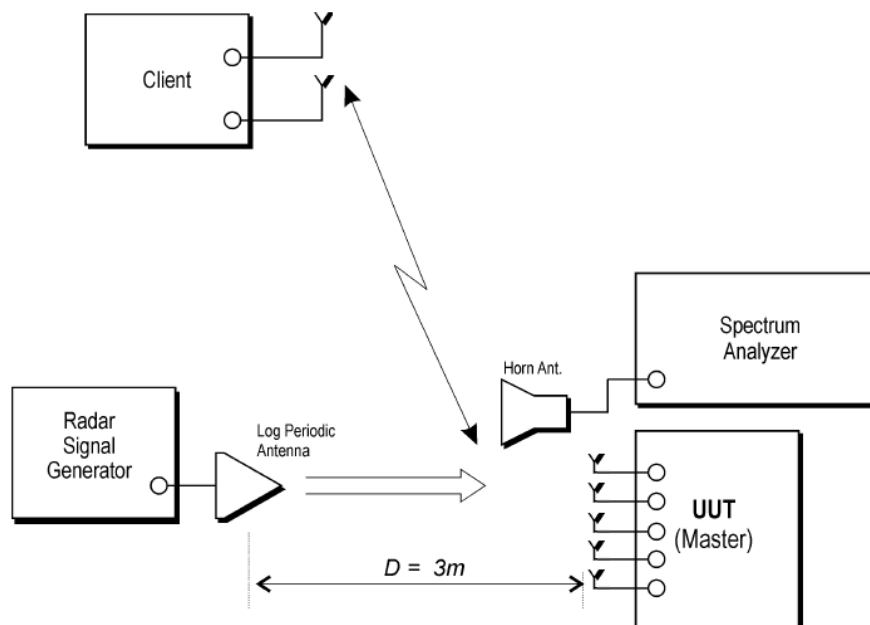 Client
Spectrum
Analyzer
Horn Ant.
Radar
Signal
Generator
Log Periodic
Antenna
UUT
(Master)
D = 3m